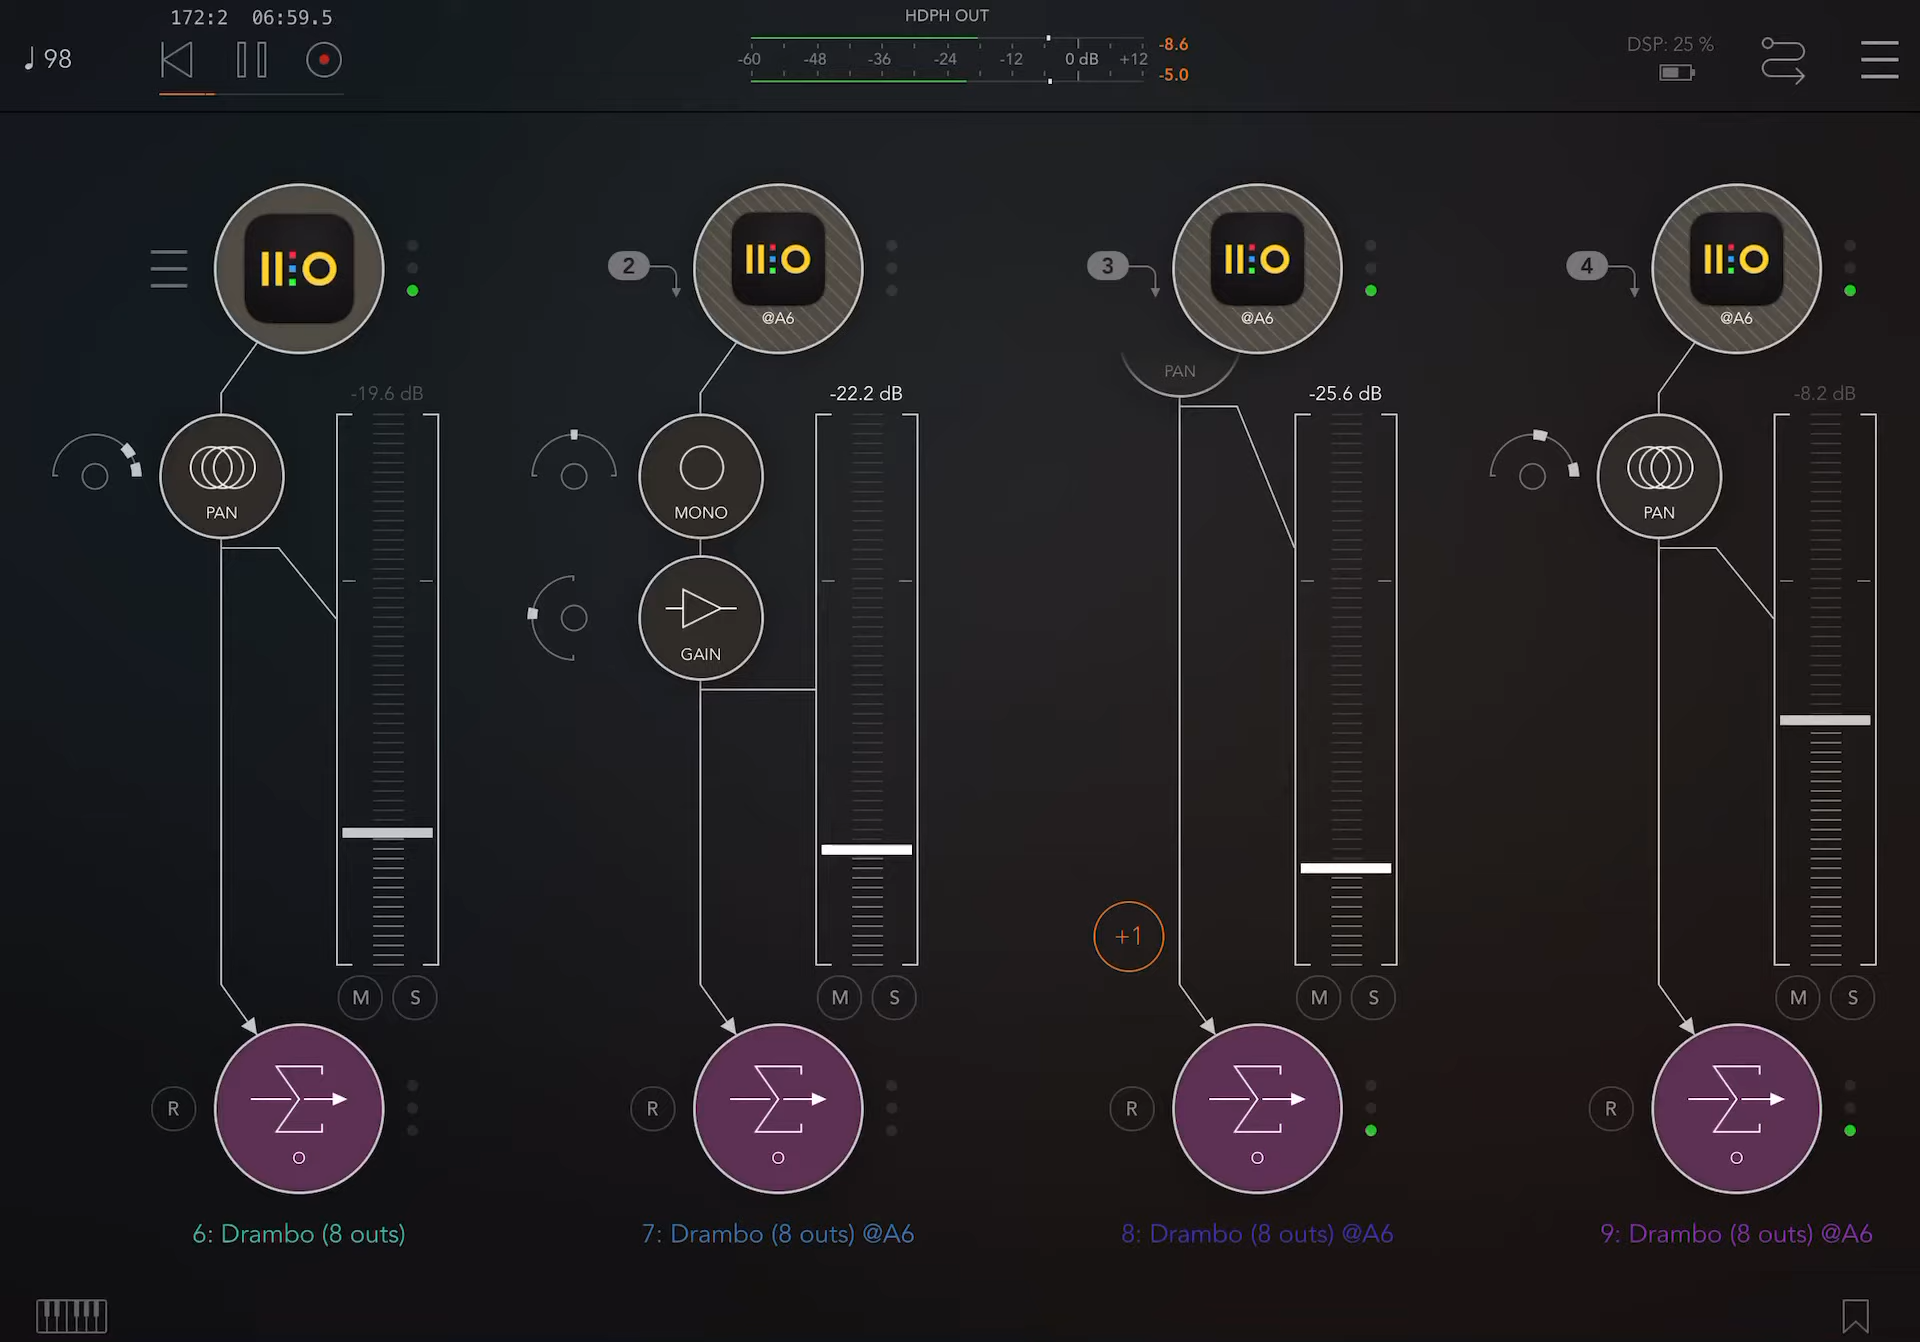 172:2 06:59.5
HDPH OUT
98
-60 -48 -36 -24 -12 0 dB +12
-8.6
-5.0
DSP: 25 %
2
@A6
3
@A6
4
@A6
-19.6 dB
-22.2 dB
PAN
-25.6 dB
-8.2 dB
PAN
MONO
PAN
GAIN
+1
M S
M S
M S
M S
R
R
R
R
6: Drambo (8 outs)
7: Drambo (8 outs) @A6
8: Drambo (8 outs) @A6
9: Drambo (8 outs) @A6